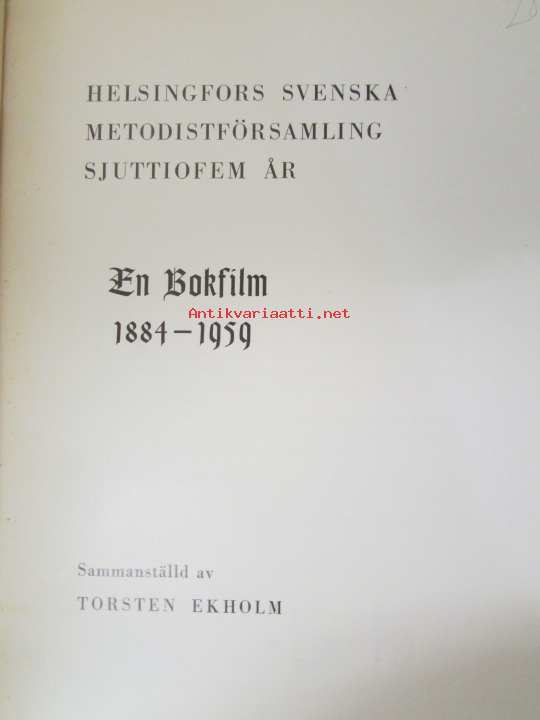 HELSINGFORS SVENSKA
METODISTFÖRSAMLING
SJUTTIOFEM ÅR
En Bokfilm
Antikvariaatti.net
1884—1959
Sammanställd av
TORSTEN EKHOLM